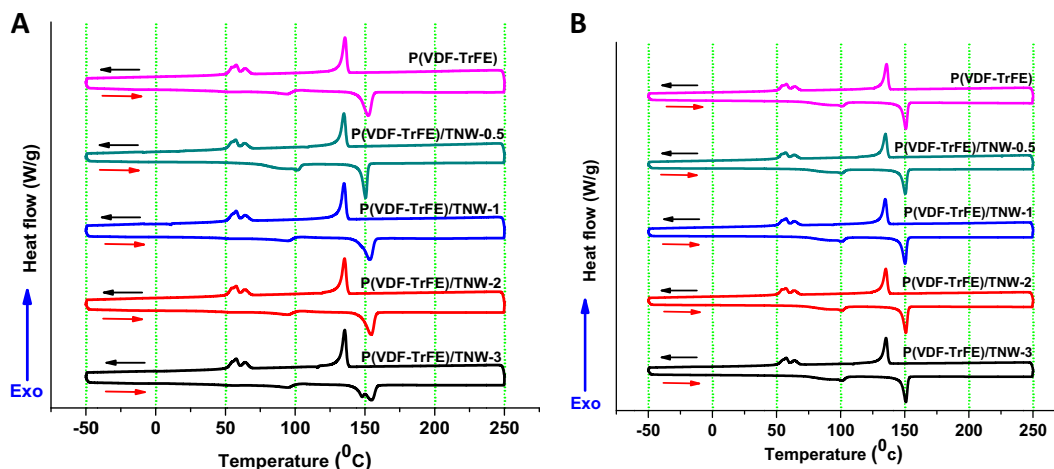 A
P(VDF-TrFE)
P(VDF-TrFE)/TNW-0.5
P(VDF-TrFE)/TNW-1
P(VDF-TrFE)/TNW-2
P(VDF-TrFE)/TNW-3
Heat flow (W/g)
Exo
-50 0 50 100 150 200 250
Temperature (⁰c)
B
P(VDF-TrFE)
P(VDF-TrFE)/TNW-0.5
P(VDF-TrFE)/TNW-1
P(VDF-TrFE)/TNW-2
P(VDF-TrFE)/TNW-3
Heat flow (W/g)
Exo
-50 0 50 100 150 200 250
Temperature (⁰c)